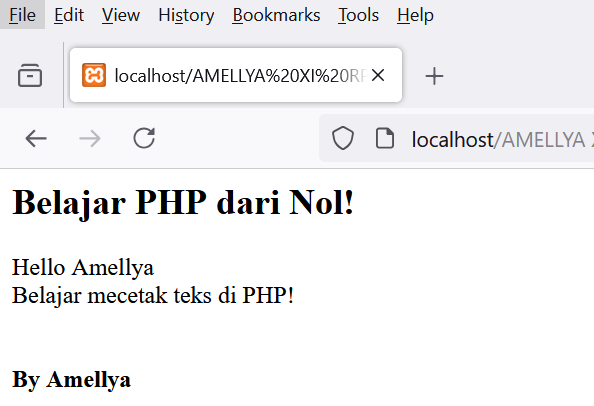 File Edit View History Bookmarks Tools Help
localhost/AMELLYA%20XI%20RP
localhost/AMELLYA X
Belajar PHP dari Nol!
Hello Amellya
Belajar mecetak teks di PHP!
By Amellya